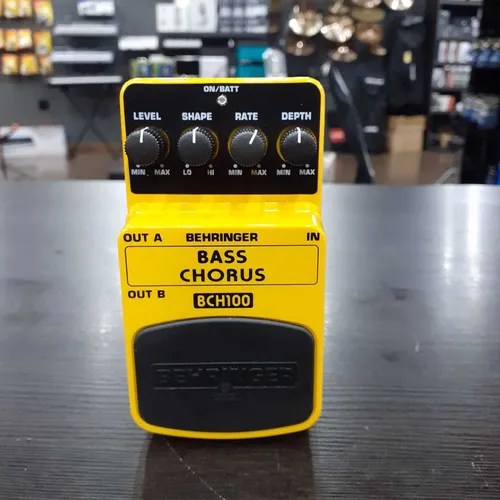 ON/BATT
LEVEL SHAPE RATE DEPTH
MIN MAX LO HI MIN MAX MIN MAX
OUT A BEHRINGER IN
BASS
CHORUS
OUT B BCH100
BEHRINGER